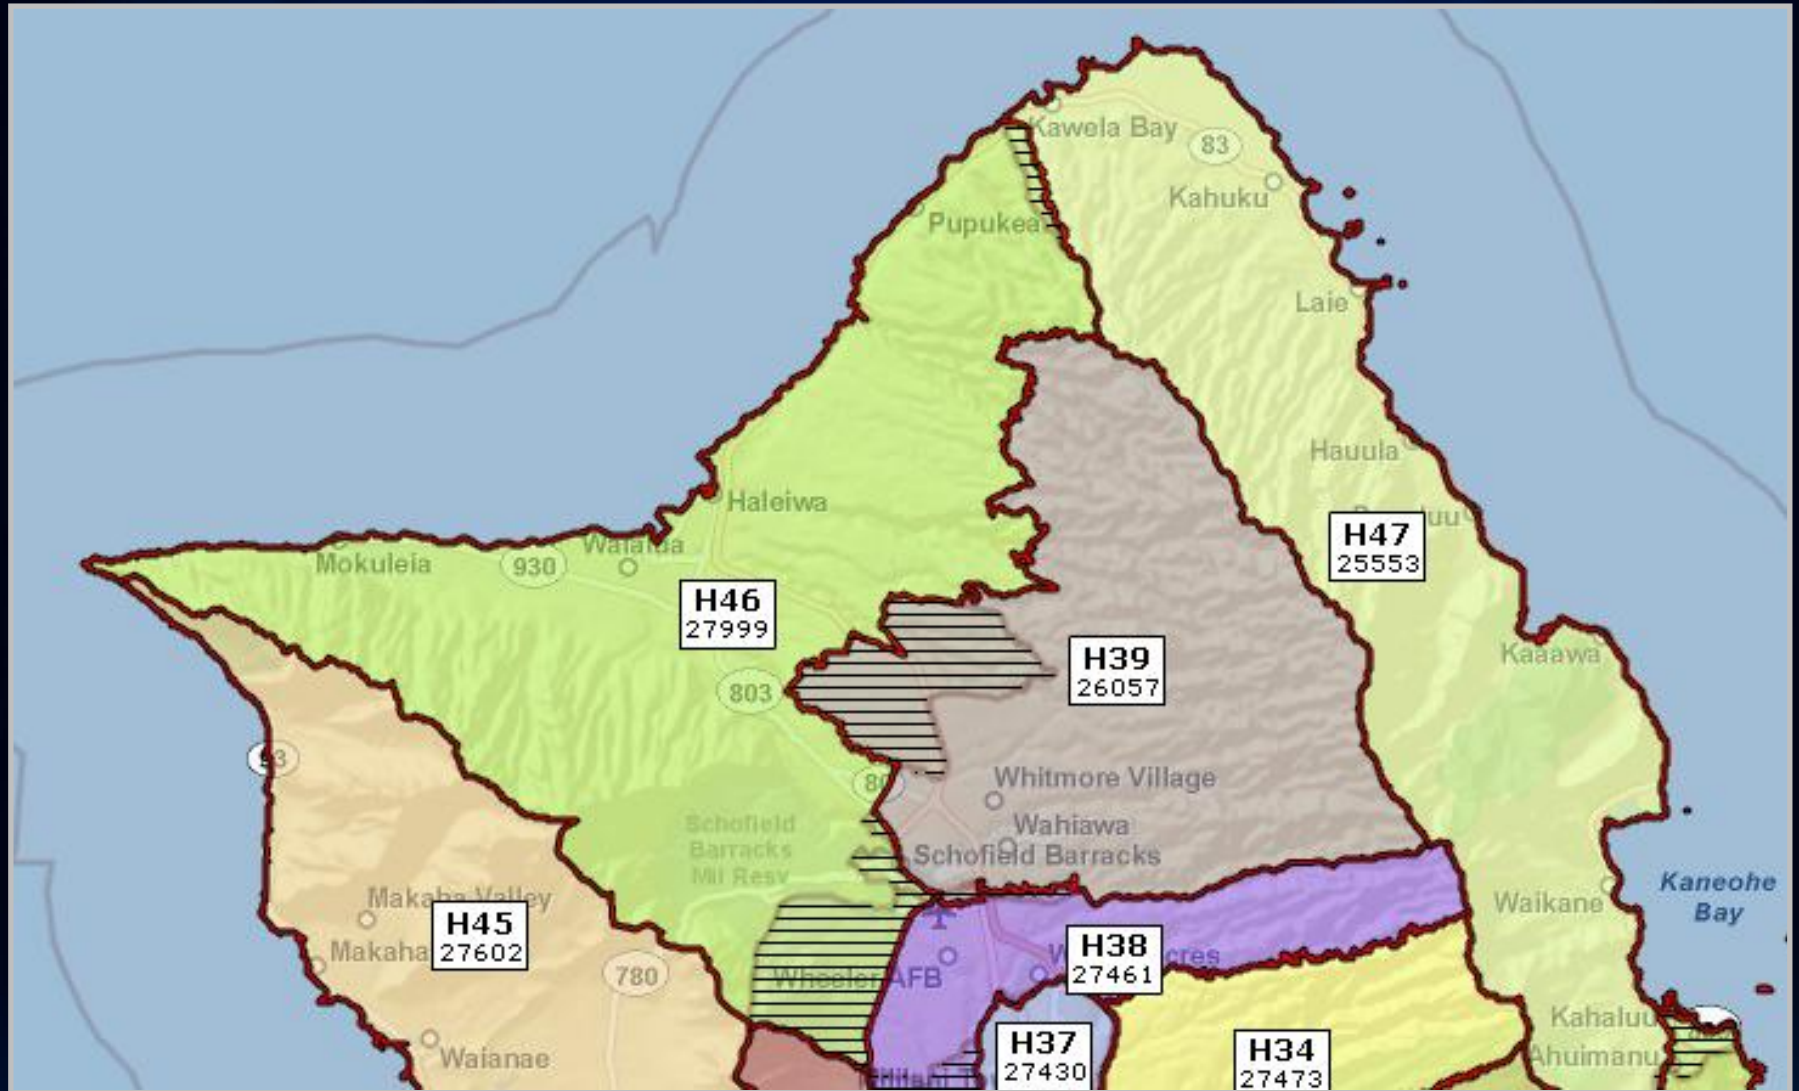 Kawela Bay
83
Kahuku
Pupukea
Laie
Hauula
Haleiwa
H47
25553
Mokuleia
930
Waialua
H46
27999
Kaaawa
H39
26057
803
Whitmore Village
Schofield
Barracks
Mil Resv
Wahiawa
Schofield Barracks
Makaha Valley
Kaneohe
Bay
Waikane
H45
27602
Makaha
780
Wheeler AFB
H38
27461
cres
Kahaluu
H37
27430
H34
27473
Waianae
Ahuimanu